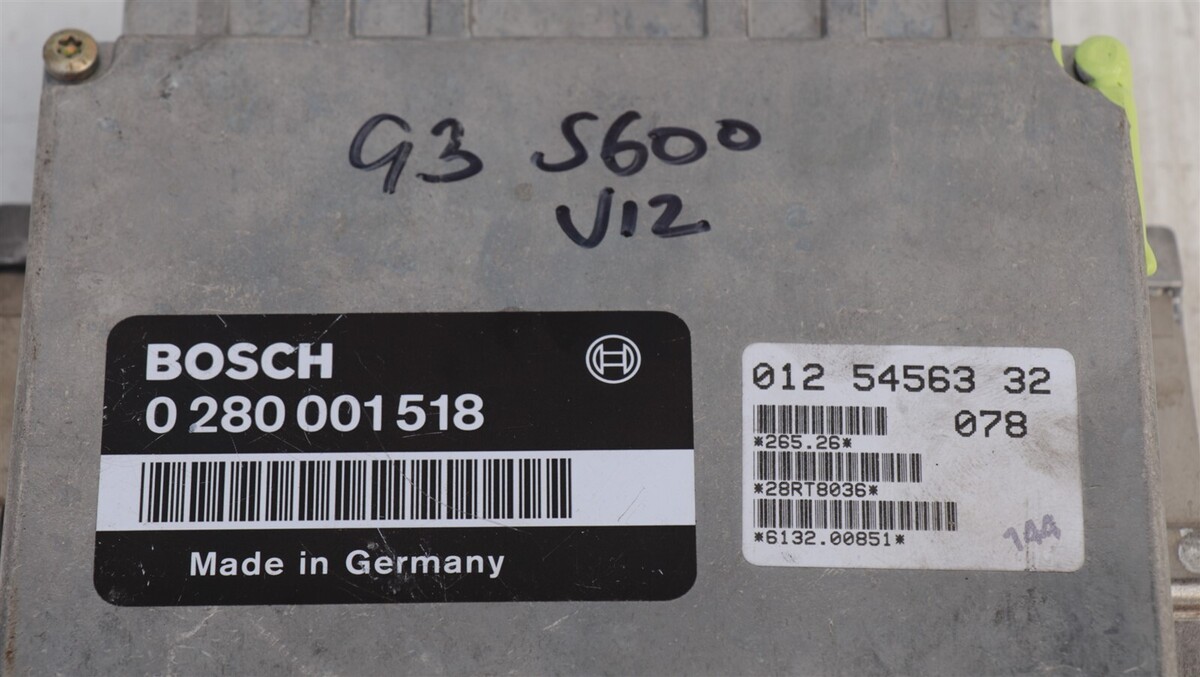 93 S600
V12
BOSCH
0 280 001 518
Made in Germany
012 54563 32
078
*265.26*
*28RT8036*
*6132.00851*
144